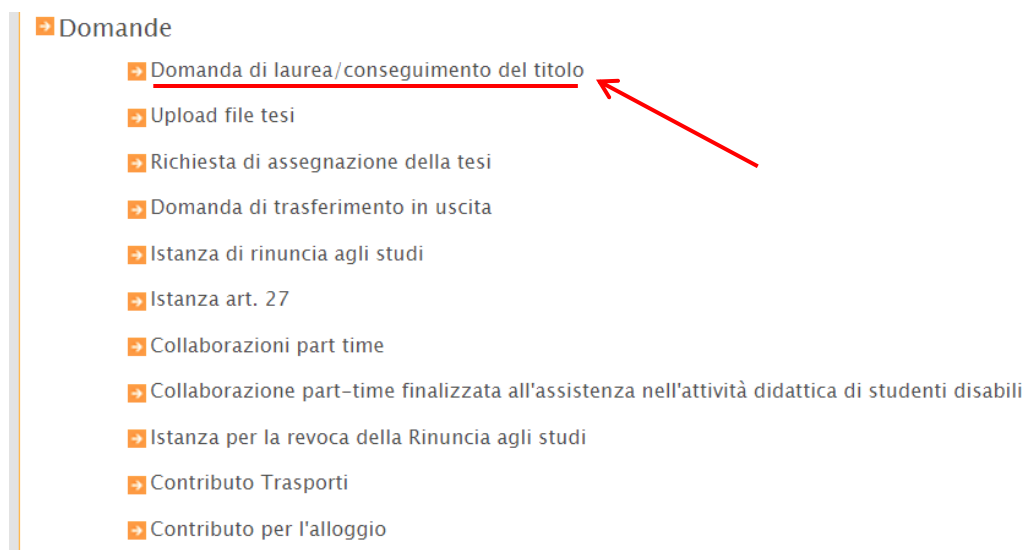 Domande
Domanda di laurea/conseguimento del titolo
Upload file tesi
Richiesta di assegnazione della tesi
Domanda di trasferimento in uscita
Istanza di rinuncia agli studi
Istanza art. 27
Collaborazioni part time
Collaborazione part-time finalizzata all'assistenza nell'attività didattica di studenti disabili
Istanza per la revoca della Rinuncia agli studi
Contributo Trasporti
Contributo per l'alloggio